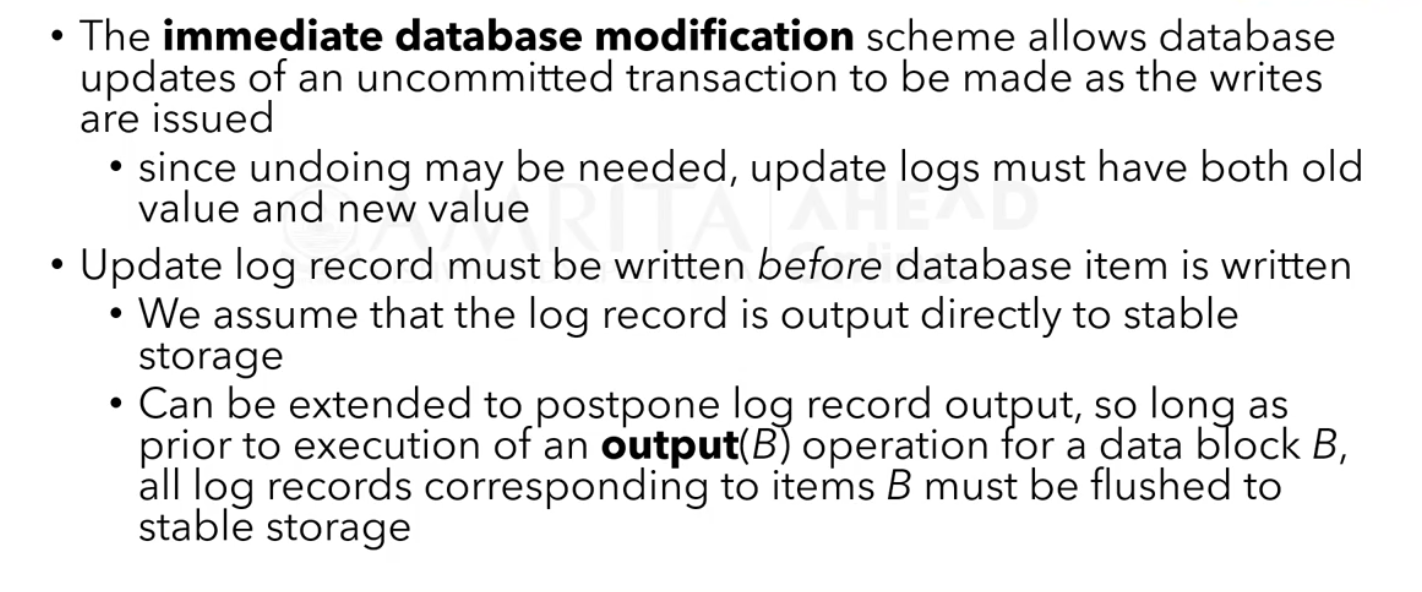 • The immediate database modification scheme allows database
updates of an uncommitted transaction to be made as the writes
are issued
• since undoing may be needed, update logs must have both old
value and new value
• Update log record must be written before database item is written
• We assume that the log record is output directly to stable
storage
• Can be extended to postpone log record output, so long as
prior to execution of an output(B) operation for a data block B,
all log records corresponding to items B must be flushed to
stable storage
AMRITA AHEAD
Online